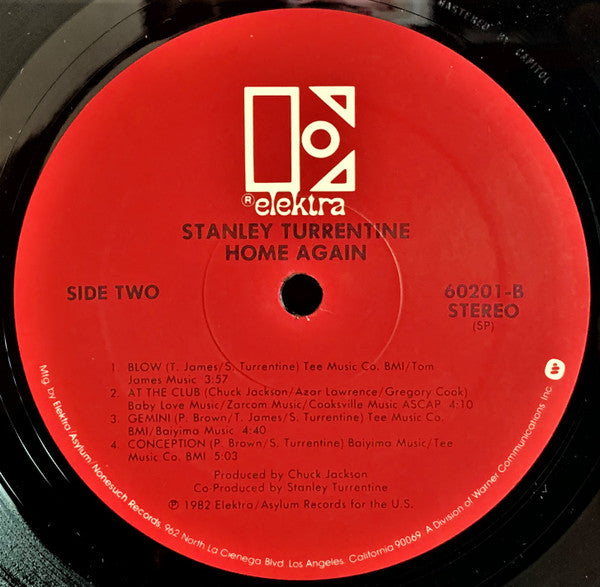 MASTERED BY CAPITOL
® elektra
STANLEY TURRENTINE
HOME AGAIN
SIDE TWO
60201-B
STEREO
(SP)
1. BLOW (T. James/S. Turrentine) Tee Music Co. BMI/Tom
James Music 3:57
2. AT THE CLUB (Chuck Jackson/Azar Lawrence/Gregory Cook)
Baby Love Music/Zarcom Music/Cooksville Music ASCAP 4:10
3. GEMINI (P. Brown/T. James/S. Turrentine) Tee Music Co.
BMI/Baiyima Music 4:40
4. CONCEPTION (P. Brown/S. Turrentine) Baiyima Music/Tee
Music Co. BMI 5:03
Produced by Chuck Jackson
Co-Produced by Stanley Turrentine
℗ 1982 Elektra/Asylum Records for the U.S.
Mfg. by Elektra/Asylum/Nonesuch Records, 962 North La Cienega Blvd. Los Angeles, California 90069. A Division of Warner Communications, Inc.